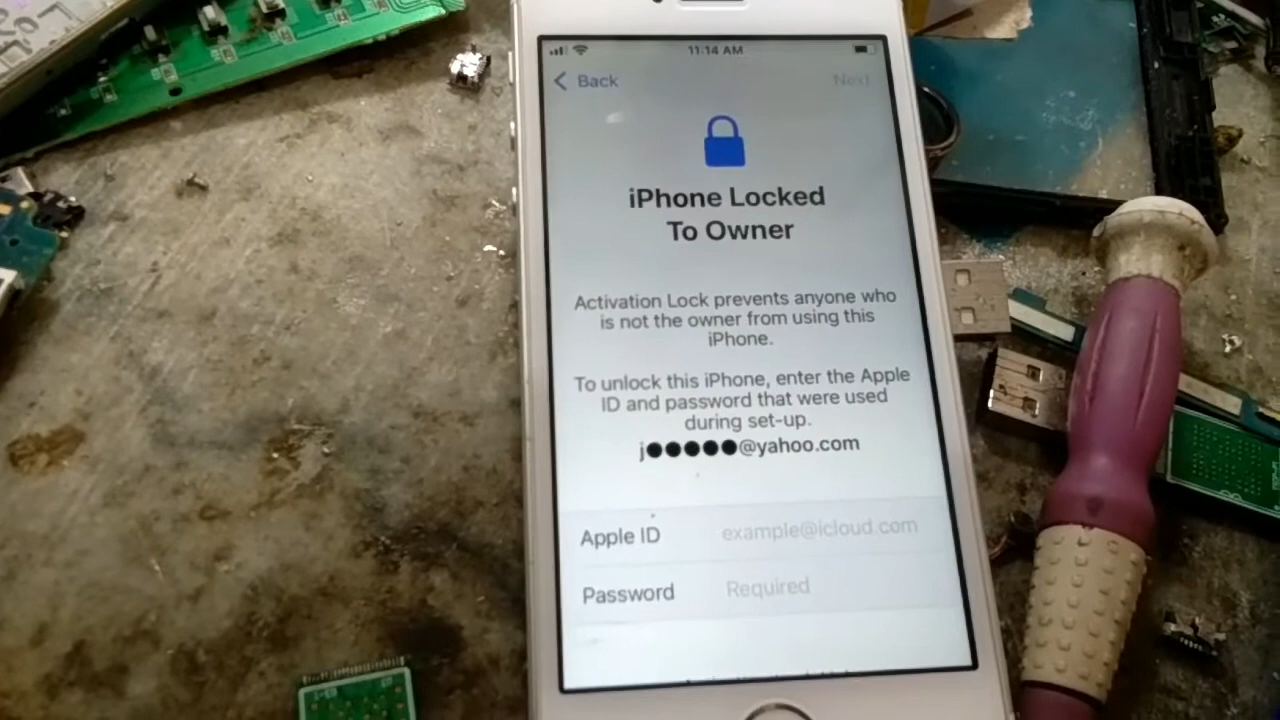 11:14 AM
Back
Next
iPhone Locked
To Owner
Activation Lock prevents anyone who
is not the owner from using this
iPhone.
To unlock this iPhone, enter the Apple
ID and password that were used
during set-up.
j●●●●●@yahoo.com
Apple ID example@icloud.com
Password Required